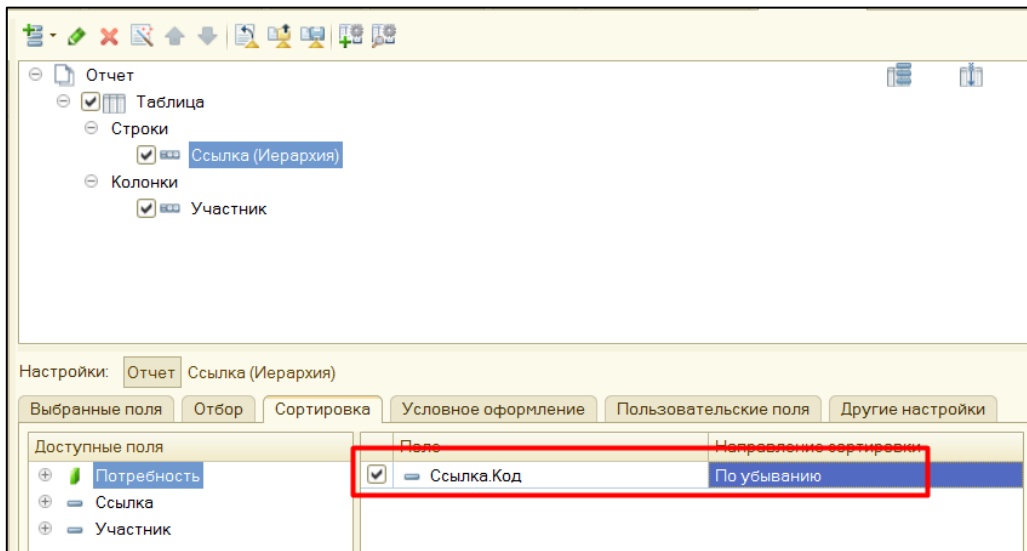 Отчет
Таблица
Строки
Ссылка (Иерархия)
Колонки
Участник
Настройки: Отчет Ссылка (Иерархия)
Выбранные поля Отбор Сортировка Условное оформление Пользовательские поля Другие настройки
Доступные поля Поле Направление сортировки
Потребность Ссылка.Код По убыванию
Ссылка
Участник